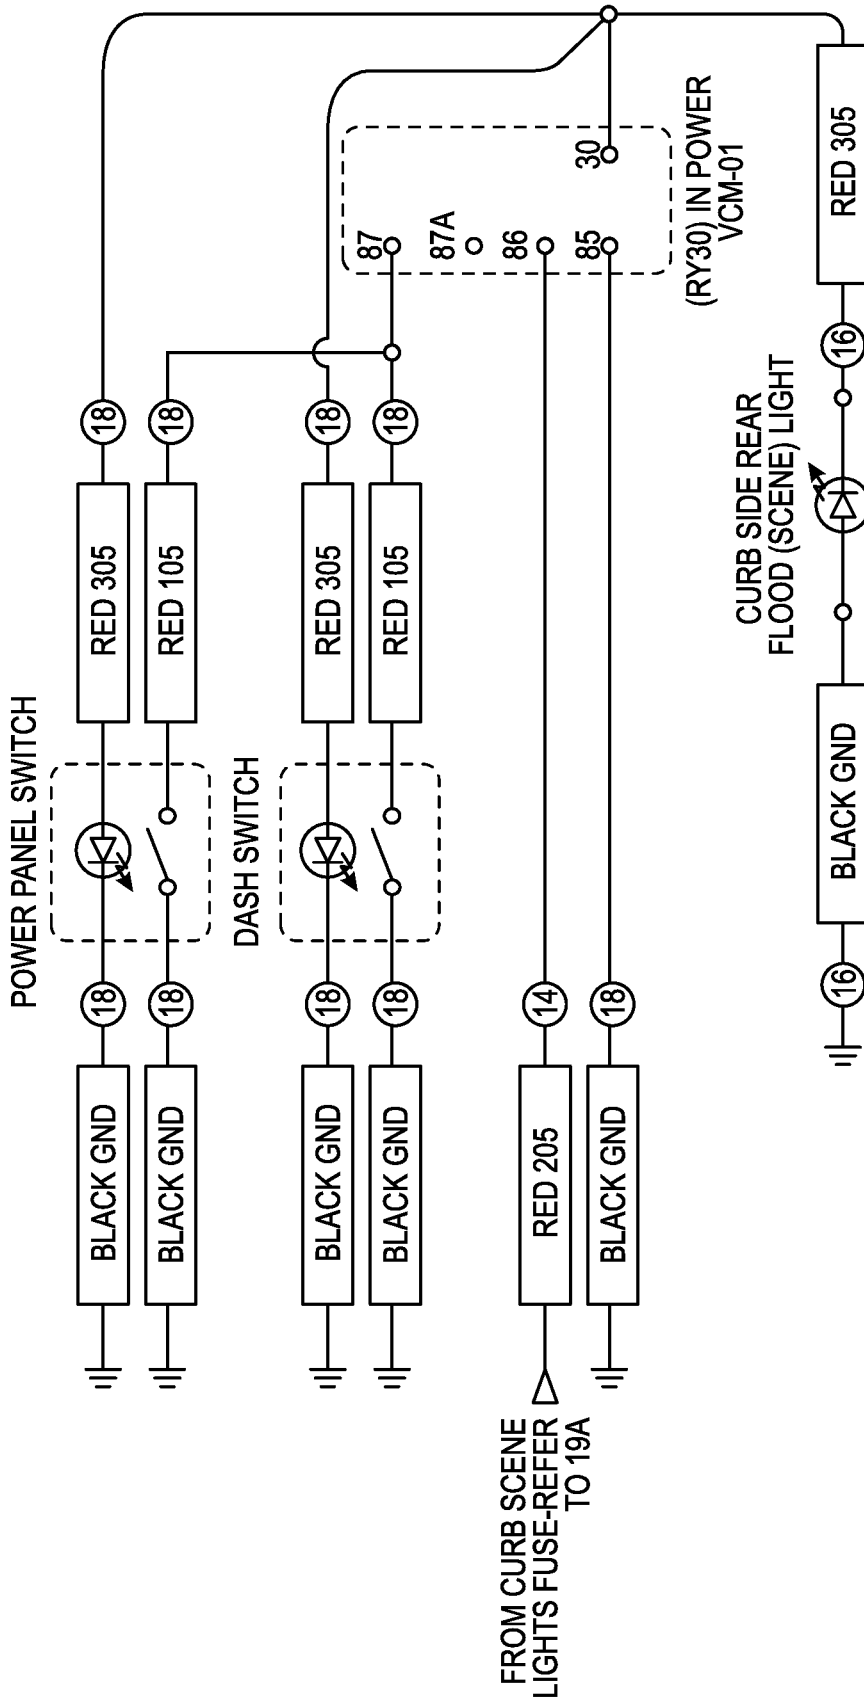 POWER PANEL SWITCH
BLACK GND
18
18
RED 305
BLACK GND
18
18
RED 105
DASH SWITCH
BLACK GND
18
18
RED 305
BLACK GND
18
18
RED 105
87
87A
86
85
30
(RY30) IN POWER
VCM-01
FROM CURB SCENE
LIGHTS FUSE-REFER
TO 19A
RED 205
14
BLACK GND
18
CURB SIDE REAR
FLOOD (SCENE) LIGHT
16
BLACK GND
16
RED 305